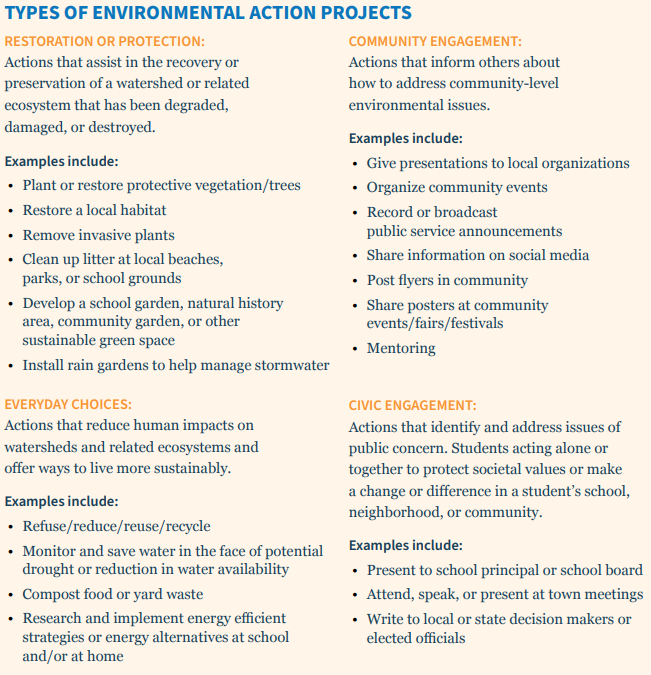 TYPES OF ENVIRONMENTAL ACTION PROJECTS
RESTORATION OR PROTECTION:
Actions that assist in the recovery or
preservation of a watershed or related
ecosystem that has been degraded,
damaged, or destroyed.
Examples include:
• Plant or restore protective vegetation/trees
• Restore a local habitat
• Remove invasive plants
• Clean up litter at local beaches,
parks, or school grounds
• Develop a school garden, natural history
area, community garden, or other
sustainable green space
• Install rain gardens to help manage stormwater
COMMUNITY ENGAGEMENT:
Actions that inform others about
how to address community-level
environmental issues.
Examples include:
• Give presentations to local organizations
• Organize community events
• Record or broadcast
public service announcements
• Share information on social media
• Post flyers in community
• Share posters at community
events/fairs/festivals
• Mentoring
EVERYDAY CHOICES:
Actions that reduce human impacts on
watersheds and related ecosystems and
offer ways to live more sustainably.
Examples include:
• Refuse/reduce/reuse/recycle
• Monitor and save water in the face of potential
drought or reduction in water availability
• Compost food or yard waste
• Research and implement energy efficient
strategies or energy alternatives at school
and/or at home
CIVIC ENGAGEMENT:
Actions that identify and address issues of
public concern. Students acting alone or
together to protect societal values or make
a change or difference in a student's school,
neighborhood, or community.
Examples include:
• Present to school principal or school board
• Attend, speak, or present at town meetings
• Write to local or state decision makers or
elected officials